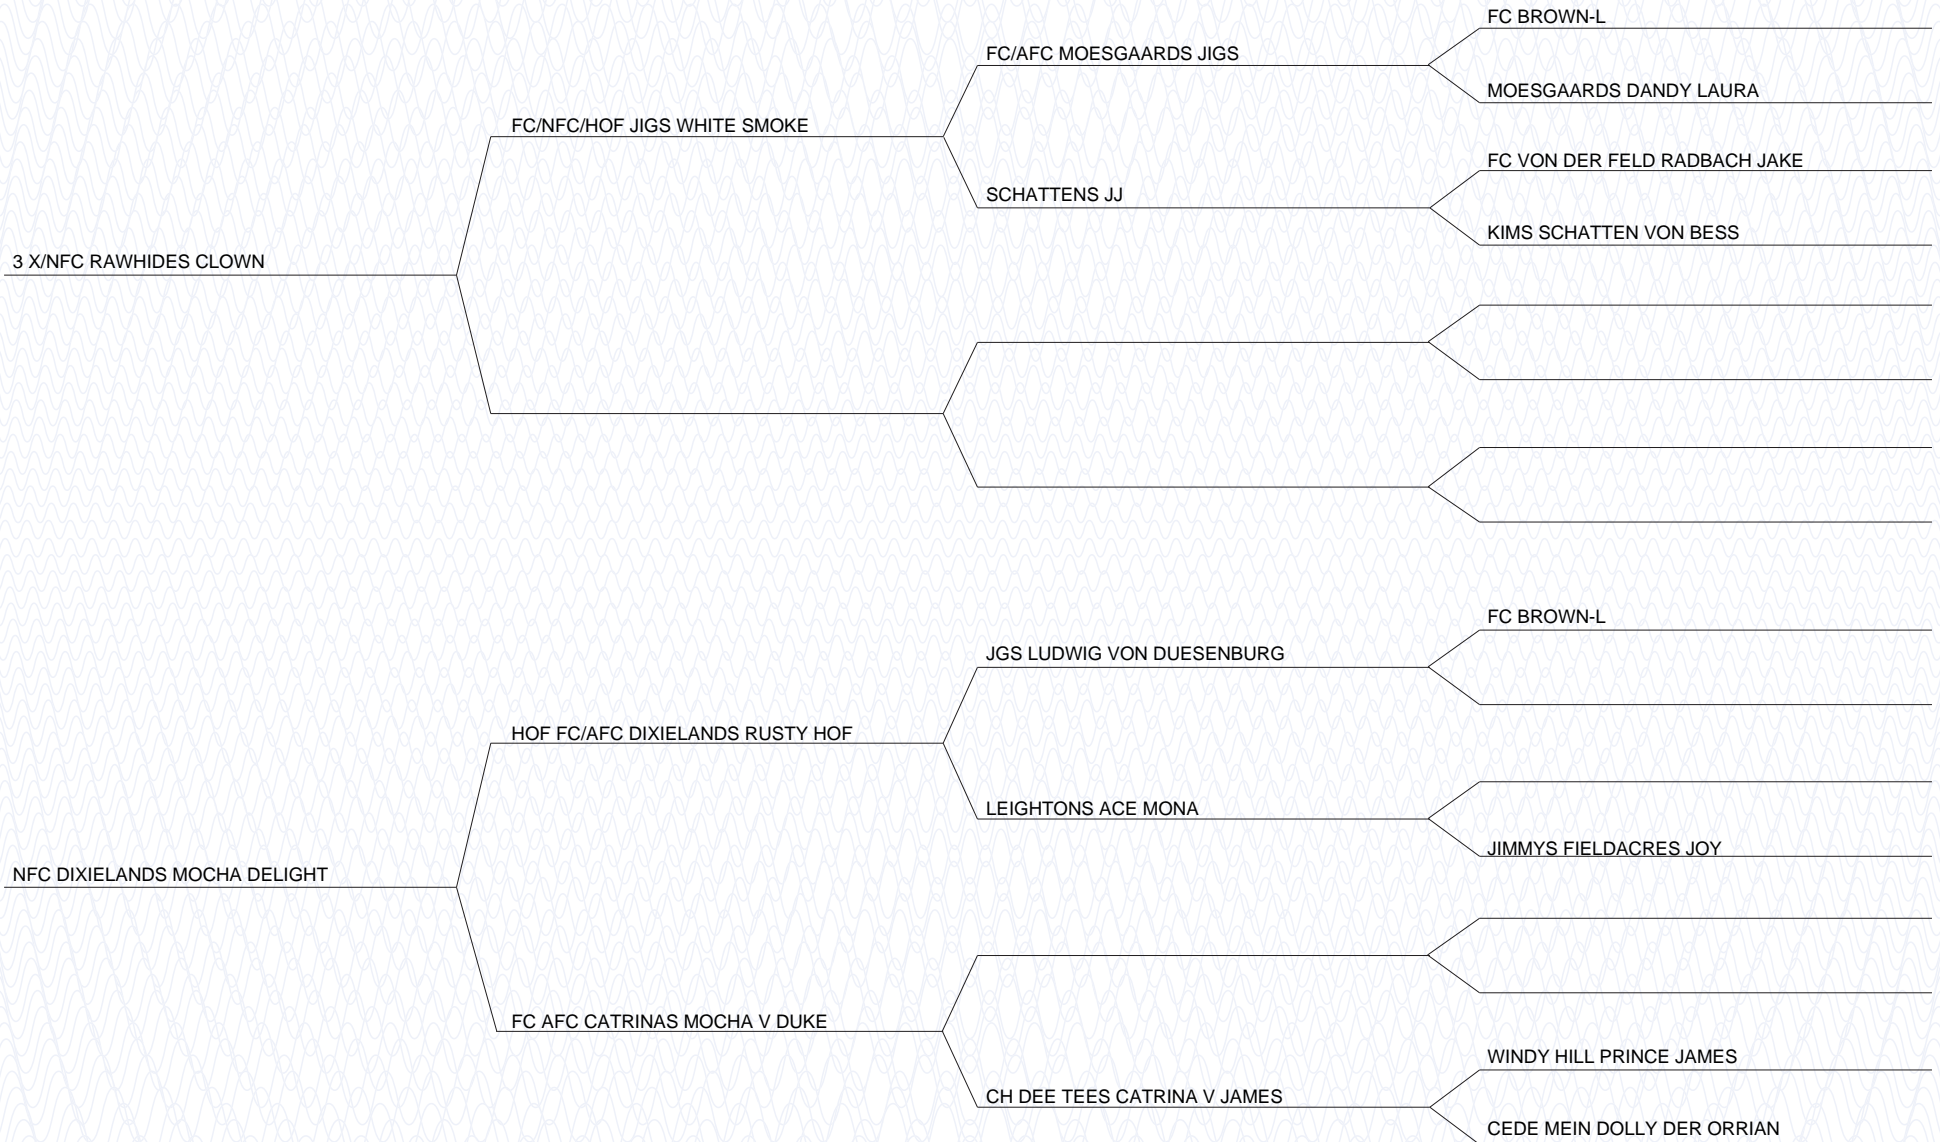 FC BROWN-L
FC/AFC MOESGAARDS JIGS
MOESGAARDS DANDY LAURA
FC/NFC/HOF JIGS WHITE SMOKE
FC VON DER FELD RADBACH JAKE
SCHATTENS JJ
KIMS SCHATTEN VON BESS
3 X/NFC RAWHIDES CLOWN
FC BROWN-L
JGS LUDWIG VON DUESENBURG
HOF FC/AFC DIXIELANDS RUSTY HOF
LEIGHTONS ACE MONA
JIMMYS FIELDACRES JOY
NFC DIXIELANDS MOCHA DELIGHT
FC AFC CATRINAS MOCHA V DUKE
WINDY HILL PRINCE JAMES
CH DEE TEES CATRINA V JAMES
CEDE MEIN DOLLY DER ORRIAN